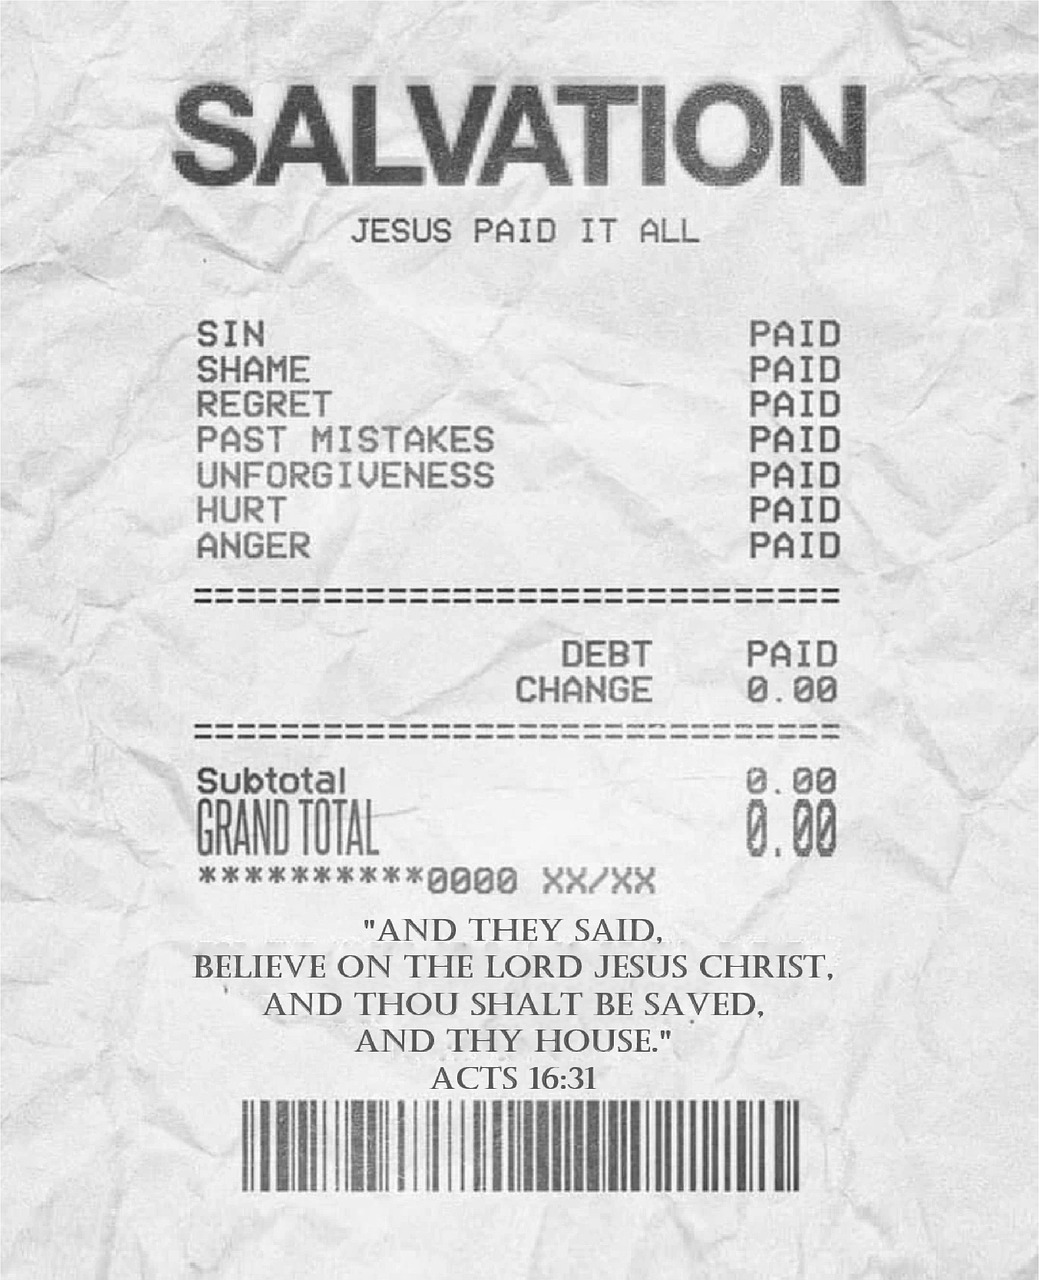 SALVATION
JESUS PAID IT ALL
SIN PAID
SHAME PAID
REGRET PAID
PAST MISTAKES PAID
UNFORGIVENESS PAID
HURT PAID
ANGER PAID
==============================
DEBT PAID
CHANGE 0.00
==============================
Subtotal 0.00
GRAND TOTAL 0.00
**********0000 XX/XX
"AND THEY SAID,
BELIEVE ON THE LORD JESUS CHRIST,
AND THOU SHALT BE SAVED,
AND THY HOUSE."
ACTS 16:31